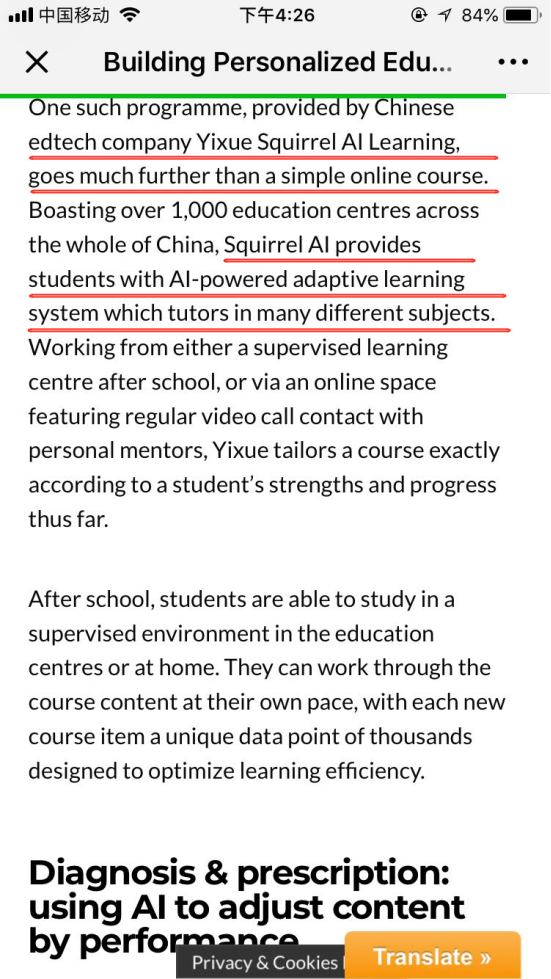 中国移动 下午4:26 84%
Building Personalized Edu...
One such programme, provided by Chinese
edtech company Yixue Squirrel AI Learning,
goes much further than a simple online course.
Boasting over 1,000 education centres across
the whole of China, Squirrel AI provides
students with AI-powered adaptive learning
system which tutors in many different subjects.
Working from either a supervised learning
centre after school, or via an online space
featuring regular video call contact with
personal mentors, Yixue tailors a course exactly
according to a student’s strengths and progress
thus far.
After school, students are able to study in a
supervised environment in the education
centres or at home. They can work through the
course content at their own pace, with each new
course item a unique data point of thousands
designed to optimize learning efficiency.
Diagnosis & prescription:
using AI to adjust content
by performance
Privacy & Cookies
Translate »